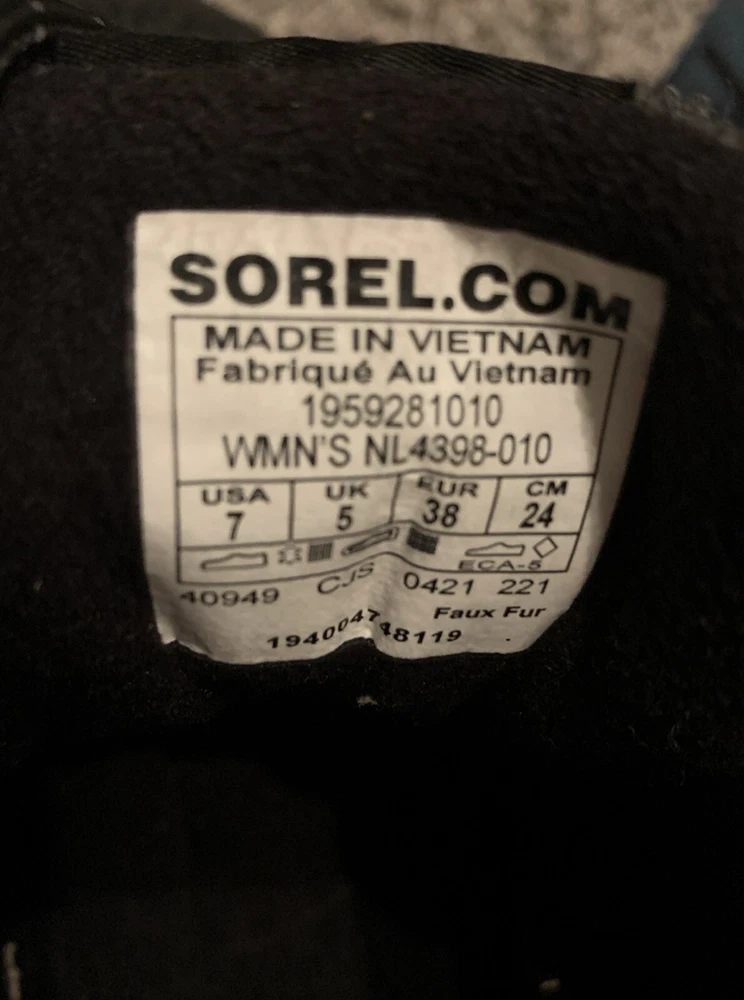 SOREL.COM
MADE IN VIETNAM
Fabriqué Au Vietnam
1959281010
WMN'S NL4398-010
USA UK EUR CM
7 5 38 24
ECA-5
40949 CJS 0421 221
Faux Fur
194004748119